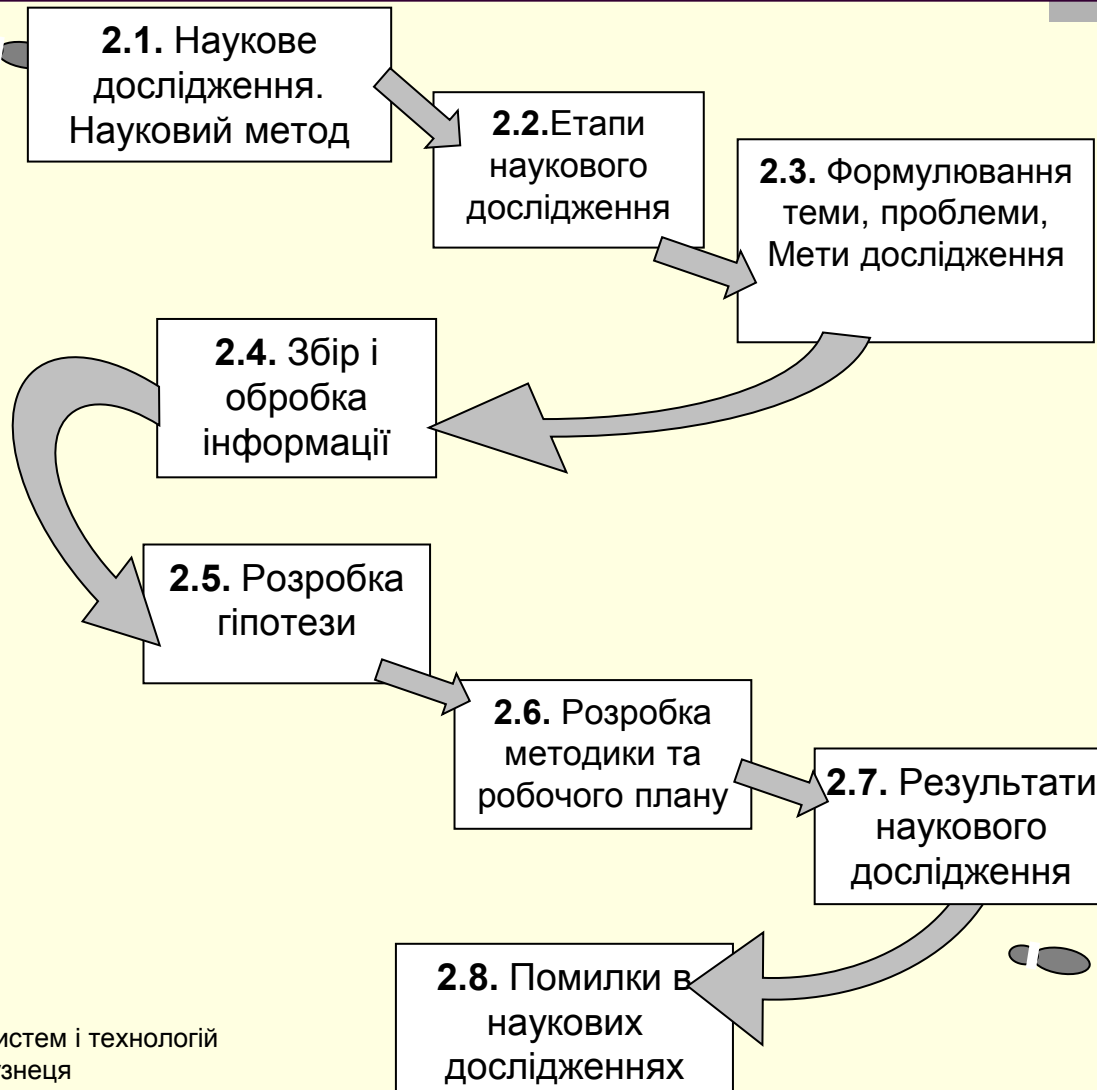 2.1. Наукове
дослідження.
Науковий метод
2.2.Етапи
наукового
дослідження
2.3. Формулювання
теми, проблеми,
Мети дослідження
2.4. Збір і
обробка
інформації
2.5. Розробка
гіпотези
2.6. Розробка
методики та
робочого плану
2.7. Результати
наукового
дослідження
2.8. Помилки в
наукових
дослідженнях
истем і технологій
знеця